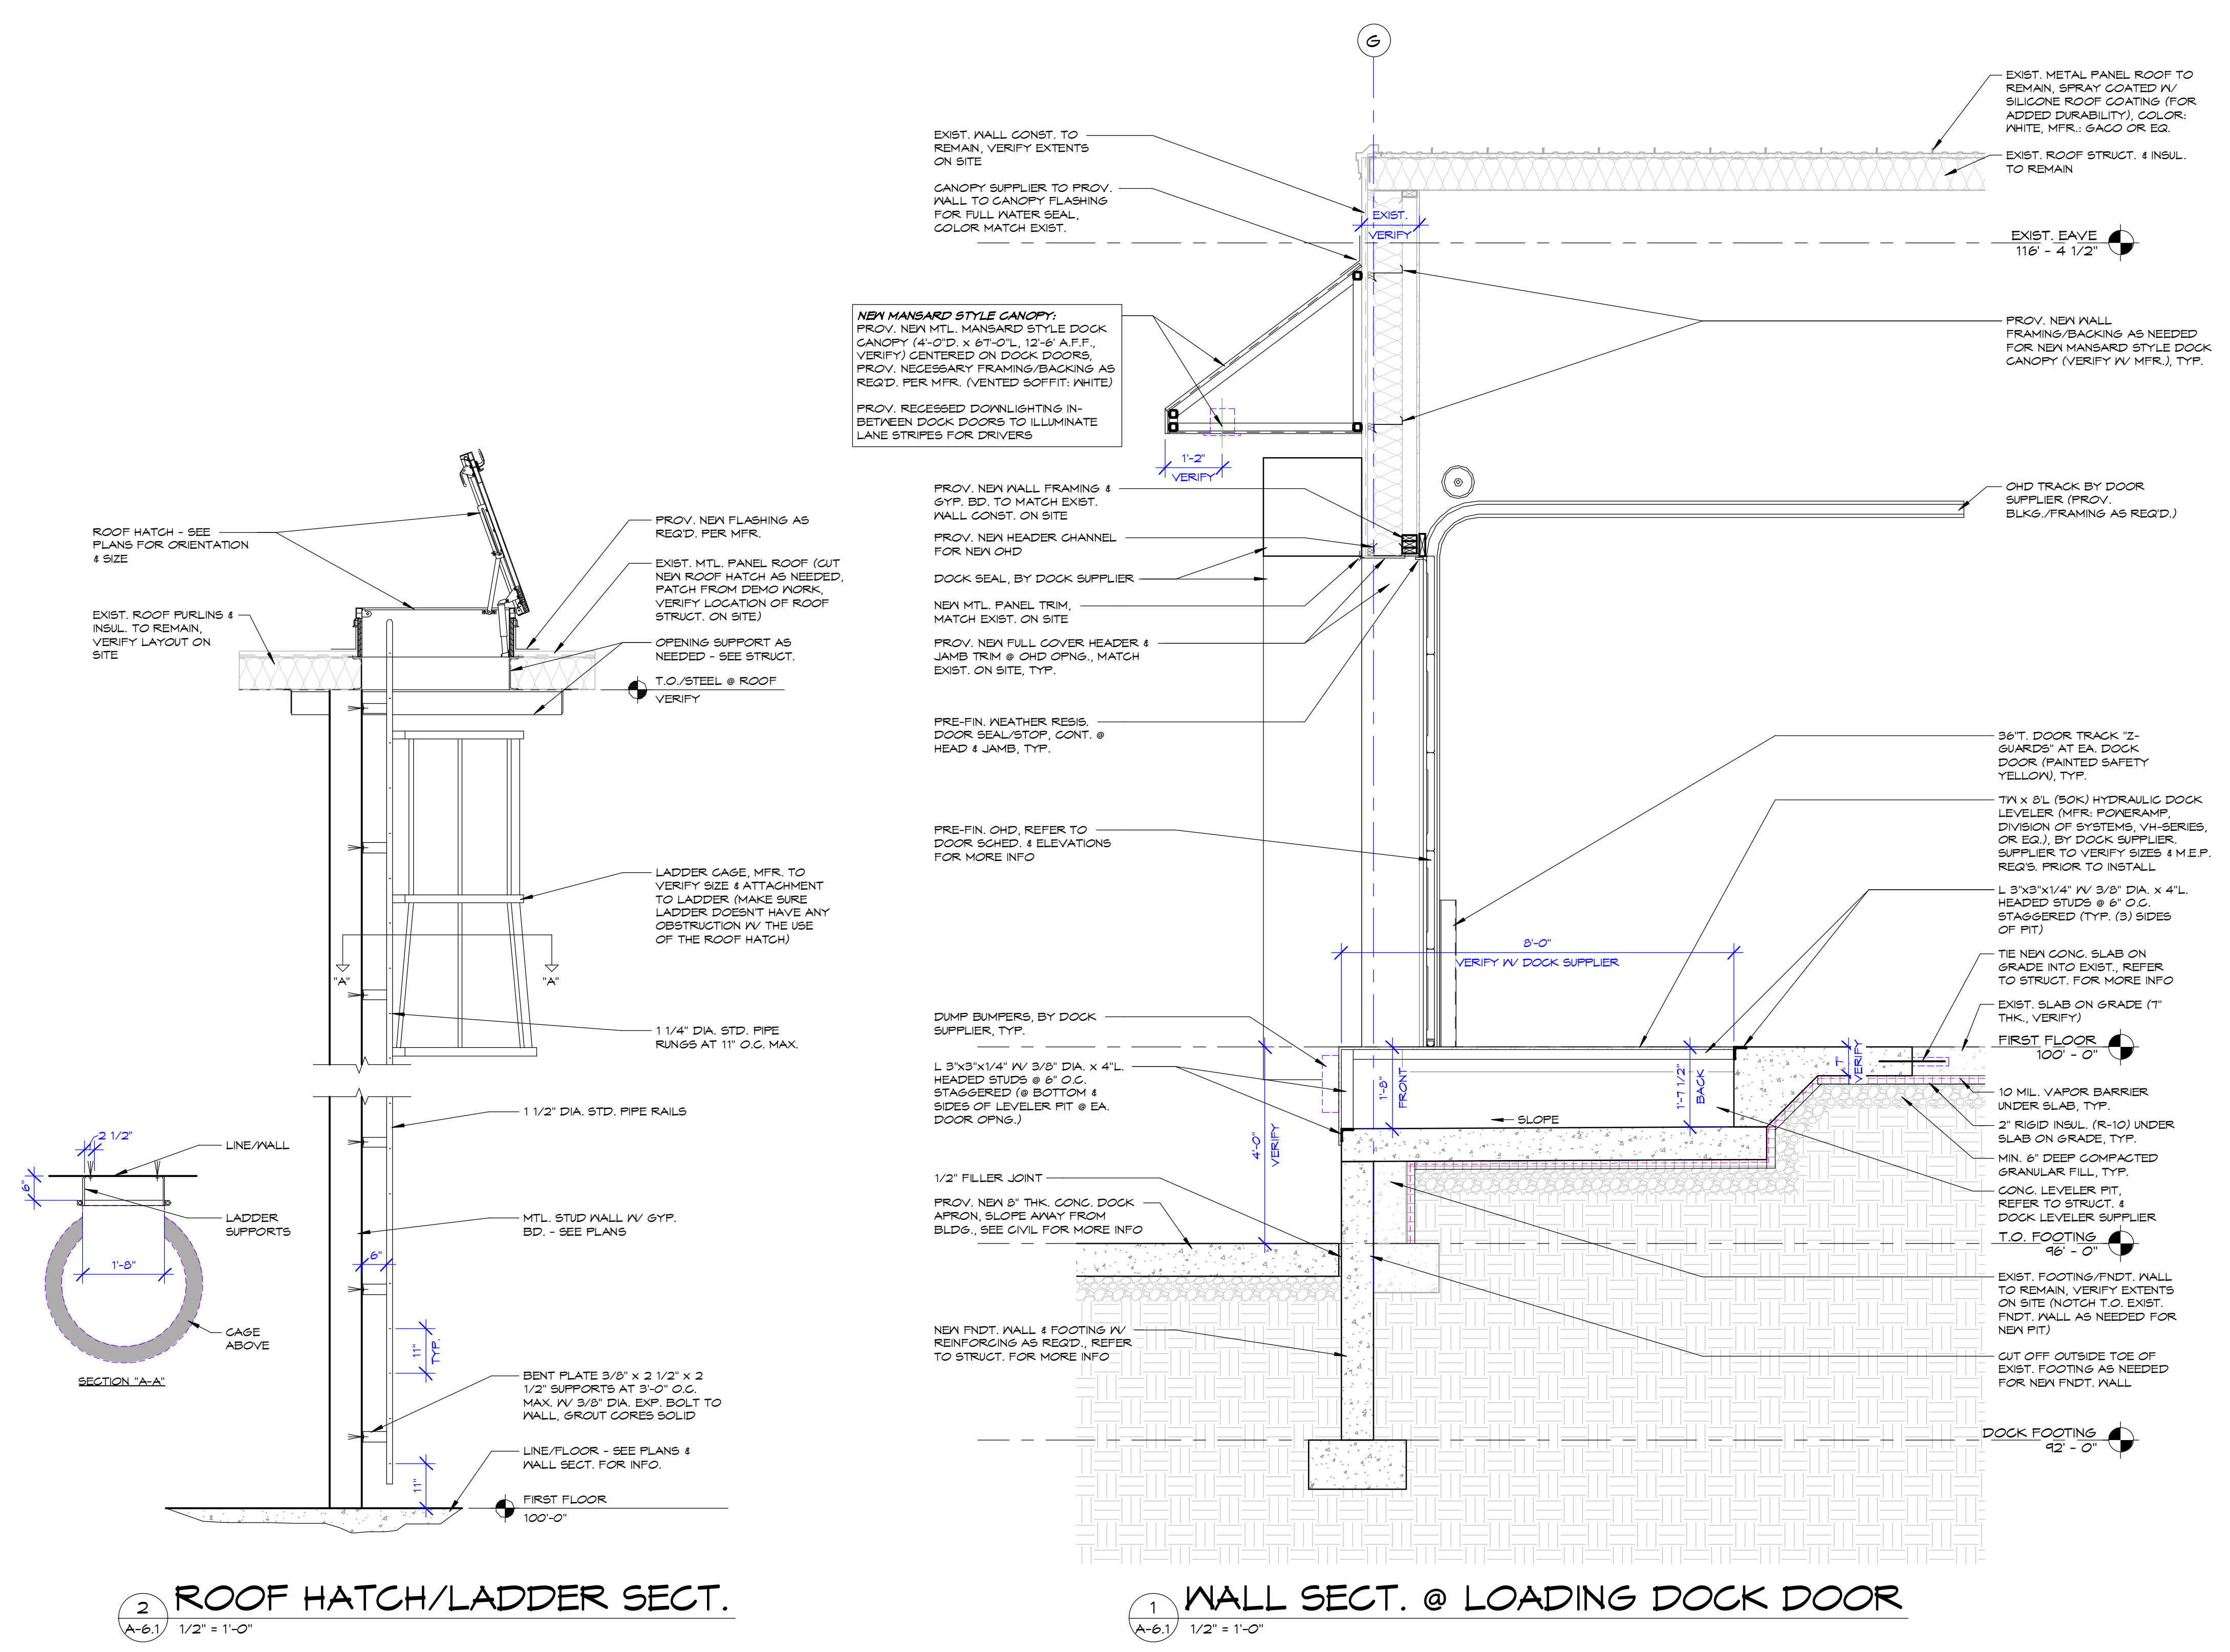 G
EXIST. METAL PANEL ROOF TO
REMAIN, SPRAY COATED W/
SILICONE ROOF COATING (FOR
ADDED DURABILITY), COLOR:
WHITE, MFR.: GACO OR EQ.
EXIST. ROOF STRUCT. & INSUL.
TO REMAIN
EXIST. WALL CONST. TO
REMAIN, VERIFY EXTENTS
ON SITE
CANOPY SUPPLIER TO PROV.
WALL TO CANOPY FLASHING
FOR FULL WATER SEAL,
COLOR MATCH EXIST.
EXIST.
VERIFY
EXIST. EAVE
116' - 4 1/2"
NEW MANSARD STYLE CANOPY:
PROV. NEW MTL. MANSARD STYLE DOCK
CANOPY (4'-0"D. x 67'-0"L, 12'-6' A.F.F.,
VERIFY) CENTERED ON DOCK DOORS,
PROV. NECESSARY FRAMING/BACKING AS
REQ'D. PER MFR. (VENTED SOFFIT: WHITE)
PROV. RECESSED DOWNLIGHTING IN-
BETWEEN DOCK DOORS TO ILLUMINATE
LANE STRIPES FOR DRIVERS
PROV. NEW WALL
FRAMING/BACKING AS NEEDED
FOR NEW MANSARD STYLE DOCK
CANOPY (VERIFY W/ MFR.), TYP.
1'-2"
VERIFY
PROV. NEW WALL FRAMING &
GYP. BD. TO MATCH EXIST.
WALL CONST. ON SITE
PROV. NEW HEADER CHANNEL
FOR NEW OHD
DOCK SEAL, BY DOCK SUPPLIER
NEW MTL. PANEL TRIM,
MATCH EXIST. ON SITE
PROV. NEW FULL COVER HEADER &
JAMB TRIM @ OHD OPNG., MATCH
EXIST. ON SITE, TYP.
PRE-FIN. WEATHER RESIS.
DOOR SEAL/STOP, CONT. @
HEAD & JAMB, TYP.
PRE-FIN. OHD, REFER TO
DOOR SCHED. & ELEVATIONS
FOR MORE INFO
OHD TRACK BY DOOR
SUPPLIER (PROV.
BLKG./FRAMING AS REQ'D.)
36"T. DOOR TRACK "Z-
GUARDS" AT EA. DOCK
DOOR (PAINTED SAFETY
YELLOW), TYP.
7'W x 8'L (50K) HYDRAULIC DOCK
LEVELER (MFR: POWERAMP,
DIVISION OF SYSTEMS, VH-SERIES,
OR EQ.), BY DOCK SUPPLIER.
SUPPLIER TO VERIFY SIZES & M.E.P.
REQ'S. PRIOR TO INSTALL
L 3"x3"x1/4" W/ 3/8" DIA. x 4"L.
HEADED STUDS @ 6" O.C.
STAGGERED (TYP. (3) SIDES
OF PIT)
TIE NEW CONC. SLAB ON
GRADE INTO EXIST., REFER
TO STRUCT. FOR MORE INFO
EXIST. SLAB ON GRADE (7"
THK., VERIFY)
FIRST FLOOR
100' - 0"
8'-0"
VERIFY W/ DOCK SUPPLIER
DUMP BUMPERS, BY DOCK
SUPPLIER, TYP.
L 3"x3"x1/4" W/ 3/8" DIA. x 4"L.
HEADED STUDS @ 6" O.C.
STAGGERED (@ BOTTOM &
SIDES OF LEVELER PIT @ EA.
DOOR OPNG.)
4'-0"
VERIFY
1'-8"
FRONT
1'-7 1/2"
BACK
7"
VERIFY
SLOPE
1/2" FILLER JOINT
PROV. NEW 8" THK. CONC. DOCK
APRON, SLOPE AWAY FROM
BLDG., SEE CIVIL FOR MORE INFO
NEW FNDT. WALL & FOOTING W/
REINFORCING AS REQ'D., REFER
TO STRUCT. FOR MORE INFO
10 MIL. VAPOR BARRIER
UNDER SLAB, TYP.
2" RIGID INSUL. (R-10) UNDER
SLAB ON GRADE, TYP.
MIN. 6" DEEP COMPACTED
GRANULAR FILL, TYP.
CONC. LEVELER PIT,
REFER TO STRUCT. &
DOCK LEVELER SUPPLIER
T.O. FOOTING
96' - 0"
EXIST. FOOTING/FNDT. WALL
TO REMAIN, VERIFY EXTENTS
ON SITE (NOTCH T.O. EXIST.
FNDT. WALL AS NEEDED FOR
NEW PIT)
CUT OFF OUTSIDE TOE OF
EXIST. FOOTING AS NEEDED
FOR NEW FNDT. WALL
DOCK FOOTING
92' - 0"
1
A-6.1
WALL SECT. @ LOADING DOCK DOOR
1/2" = 1'-0"
ROOF HATCH - SEE
PLANS FOR ORIENTATION
& SIZE
EXIST. ROOF PURLINS &
INSUL. TO REMAIN,
VERIFY LAYOUT ON
SITE
PROV. NEW FLASHING AS
REQ'D. PER MFR.
EXIST. MTL. PANEL ROOF (CUT
NEW ROOF HATCH AS NEEDED,
PATCH FROM DEMO WORK,
VERIFY LOCATION OF ROOF
STRUCT. ON SITE)
OPENING SUPPORT AS
NEEDED - SEE STRUCT.
T.O./STEEL @ ROOF
VERIFY
LADDER CAGE, MFR. TO
VERIFY SIZE & ATTACHMENT
TO LADDER (MAKE SURE
LADDER DOESN'T HAVE ANY
OBSTRUCTION W/ THE USE
OF THE ROOF HATCH)
"A"
"A"
1 1/4" DIA. STD. PIPE
RUNGS AT 11" O.C. MAX.
1 1/2" DIA. STD. PIPE RAILS
2 1/2"
LINE/WALL
6"
LADDER
SUPPORTS
1'-8"
CAGE
ABOVE
SECTION "A-A"
MTL. STUD WALL W/ GYP.
BD. - SEE PLANS
6"
11"
TYP.
BENT PLATE 3/8" x 2 1/2" x 2
1/2" SUPPORTS AT 3'-0" O.C.
MAX. W/ 3/8" DIA. EXP. BOLT TO
WALL, GROUT CORES SOLID
LINE/FLOOR - SEE PLANS &
WALL SECT. FOR INFO.
11"
FIRST FLOOR
100'-0"
2
A-6.1
ROOF HATCH/LADDER SECT.
1/2" = 1'-0"